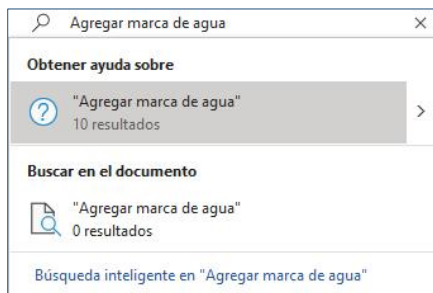 Agregar marca de agua
Obtener ayuda sobre
"Agregar marca de agua"
10 resultados
Buscar en el documento
"Agregar marca de agua"
0 resultados
Búsqueda inteligente en "Agregar marca de agua"